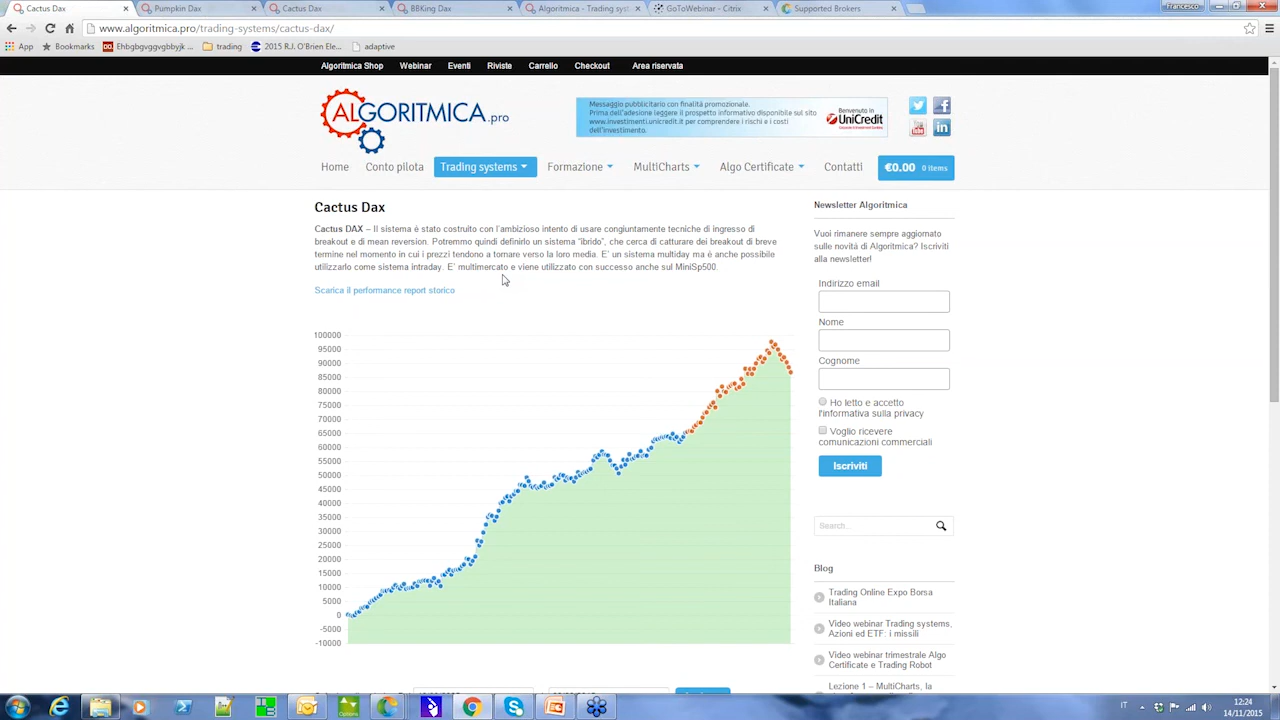 Cactus Dax
Pumpkin Dax
Cactus Dax
BBKing Dax
Algoritmica - Trading syst
GoToWebinar - Citrix
Supported Brokers
Francesco
www.algoritmica.pro/trading-systems/cactus-dax/
App
Bookmarks
Ehbgbgvggvgbbyjk ...
trading
2015 R.J. O'Brien Ele...
adaptive
Algoritmica Shop
Webinar
Eventi
Riviste
Carrello
Checkout
Area riservata
ALGORITMICA.pro
Messaggio pubblicitario con finalità promozionale.
Prima dell'adesione leggere il prospetto informativo disponibile sul sito
www.investimenti.unicredit.it per comprendere i rischi e i costi
dell'investimento.
Benvenuto in
UniCredit
Home
Conto pilota
Trading systems
Formazione
MultiCharts
Algo Certificate
Contatti
€0.00 0 items
Cactus Dax
Cactus DAX – Il sistema è stato costruito con l'ambizioso intento di usare congiuntamente tecniche di ingresso di
breakout e di mean reversion. Potremmo quindi definirlo un sistema "ibrido", che cerca di catturare dei breakout di breve
termine nel momento in cui i prezzi tendono a tornare verso la loro media. E' un sistema multiday ma è anche possibile
utilizzarlo come sistema intraday. E' multimercato e viene utilizzato con successo anche sul MiniSp500.
Scarica il performance report storico
100000
95000
90000
85000
80000
75000
70000
65000
60000
55000
50000
45000
40000
35000
30000
25000
20000
15000
10000
5000
0
-5000
-10000
Newsletter Algoritmica
Vuoi rimanere sempre aggiornato
sulle novità di Algoritmica? Iscriviti
alla newsletter!
Indirizzo email
Nome
Cognome
Ho letto e accetto
l'informativa sulla privacy
Voglio ricevere
comunicazioni commerciali
Iscriviti
Search...
Blog
Trading Online Expo Borsa
Italiana
Video webinar Trading systems,
Azioni ed ETF: i missili
Video webinar trimestrale Algo
Certificate e Trading Robot
Lezione 1 – MultiCharts, la
Options
IT
12:24
14/11/2015